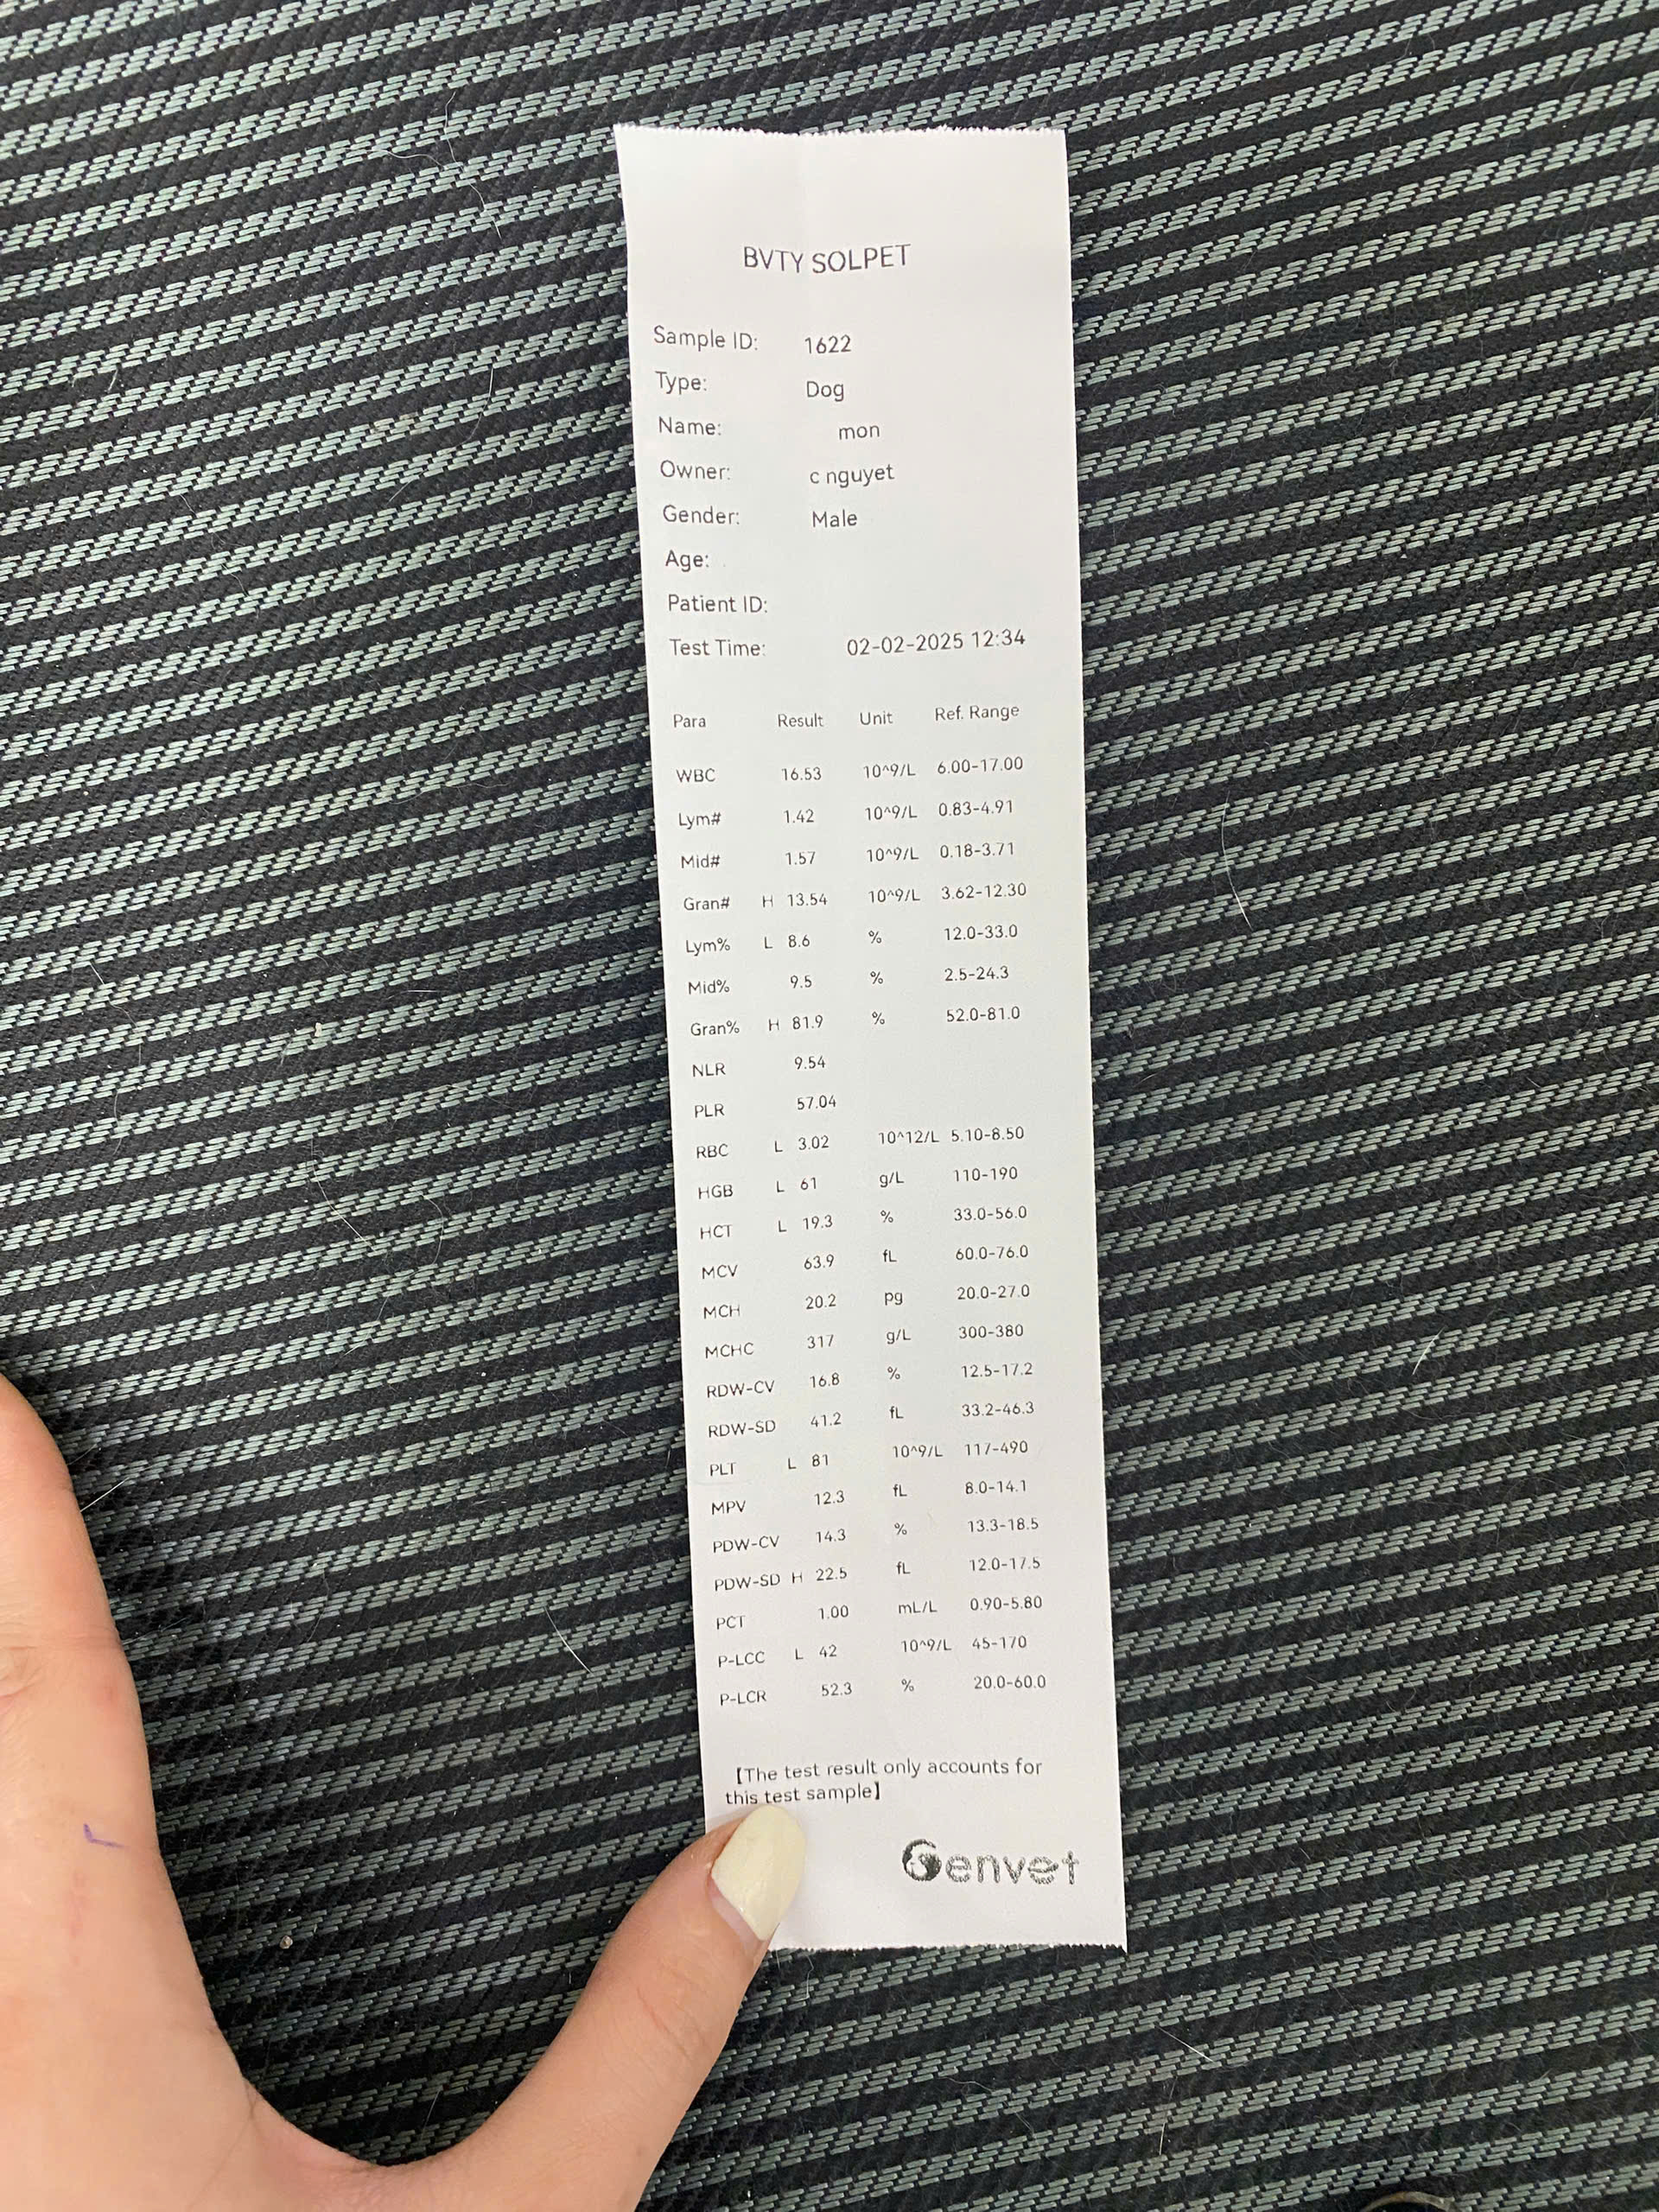 BVTY SOLPET
Sample ID: 1622
Type: Dog
Name: mon
Owner: c nguyet
Gender: Male
Age:
Patient ID:
Test Time: 02-02-2025 12:34
Para Result Unit Ref. Range
WBC 16.53 10^9/L 6.00-17.00
Lym# 1.42 10^9/L 0.83-4.91
Mid# 1.57 10^9/L 0.18-3.71
Gran# H 13.54 10^9/L 3.62-12.30
Lym% L 8.6 % 12.0-33.0
Mid% 9.5 % 2.5-24.3
Gran% H 81.9 % 52.0-81.0
NLR 9.54
PLR 57.04
RBC L 3.02 10^12/L 5.10-8.50
HGB L 61 g/L 110-190
HCT L 19.3 % 33.0-56.0
MCV 63.9 fL 60.0-76.0
MCH 20.2 pg 20.0-27.0
MCHC 317 g/L 300-380
RDW-CV 16.8 % 12.5-17.2
RDW-SD 41.2 fL 33.2-46.3
PLT L 81 10^9/L 117-490
MPV 12.3 fL 8.0-14.1
PDW-CV 14.3 % 13.3-18.5
PDW-SD H 22.5 fL 12.0-17.5
PCT 1.00 mL/L 0.90-5.80
P-LCC L 42 10^9/L 45-170
P-LCR 52.3 % 20.0-60.0
【The test result only accounts for
this test sample】
Genvet